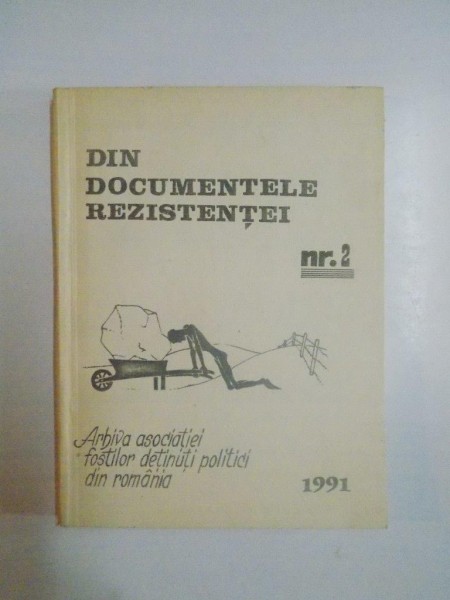 DIN
DOCUMENTELE
REZISTENȚEI
nr. 2
Arhiva asociației
foștilor deținuți politici
din românia
1991